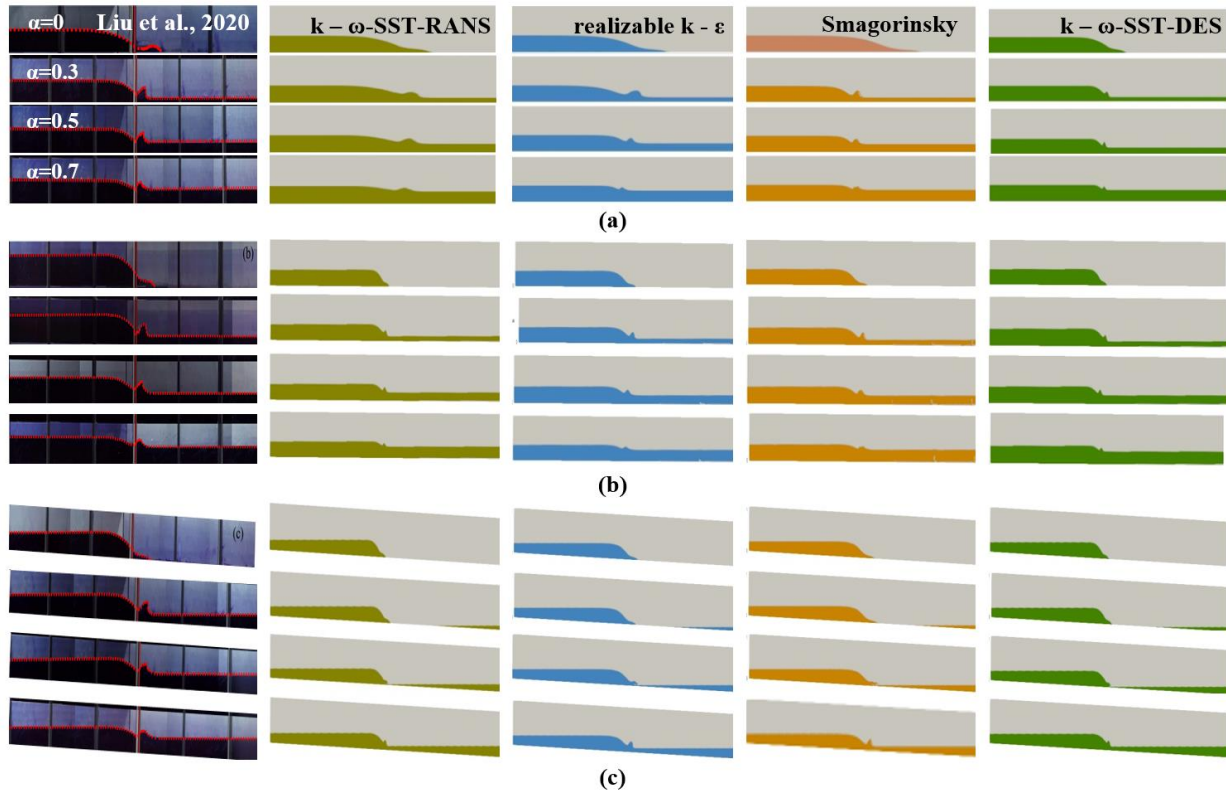 α=0 Liu et al., 2020 k – ω-SST-RANS realizable k - ε Smagorinsky k – ω-SST-DES
α=0.3
α=0.5
α=0.7
(a)
(b)
(b)
(c)
(c)